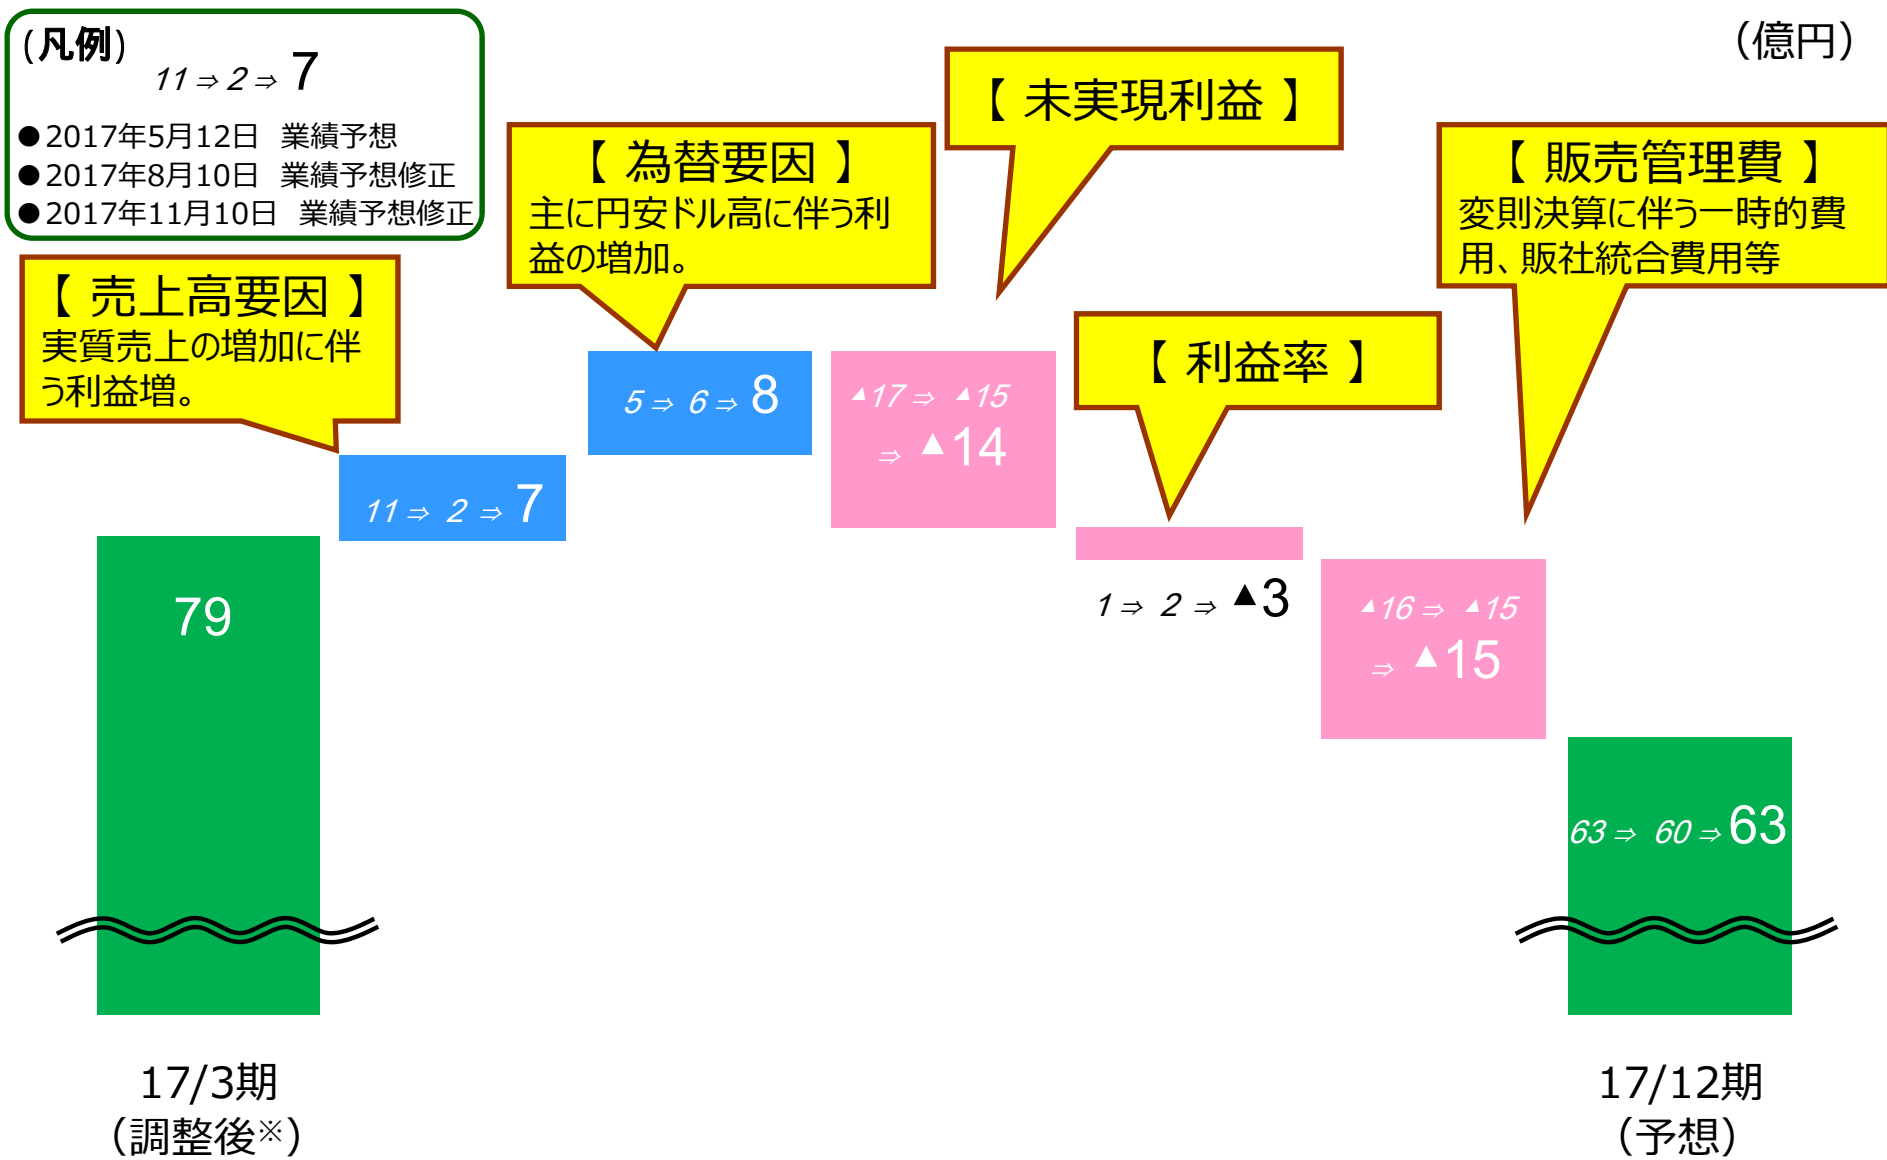 (凡例)
11⇒2⇒7
●2017年5月12日 業績予想
●2017年8月10日 業績予想修正
●2017年11月10日 業績予想修正
（億円）
【 未実現利益 】
【 為替要因 】
主に円安ドル高に伴う利
益の増加。
【 販売管理費 】
変則決算に伴う一時的費
用、販社統合費用等
【 売上高要因 】
実質売上の増加に伴
う利益増。
【 利益率 】
5⇒ 6⇒8
▲17⇒ ▲15
⇒ ▲14
11⇒ 2 ⇒ 7
79
1⇒ 2 ⇒ ▲3
▲16⇒ ▲15
⇒ ▲15
63⇒ 60⇒63
17/3期
（調整後※）
17/12期
（予想）